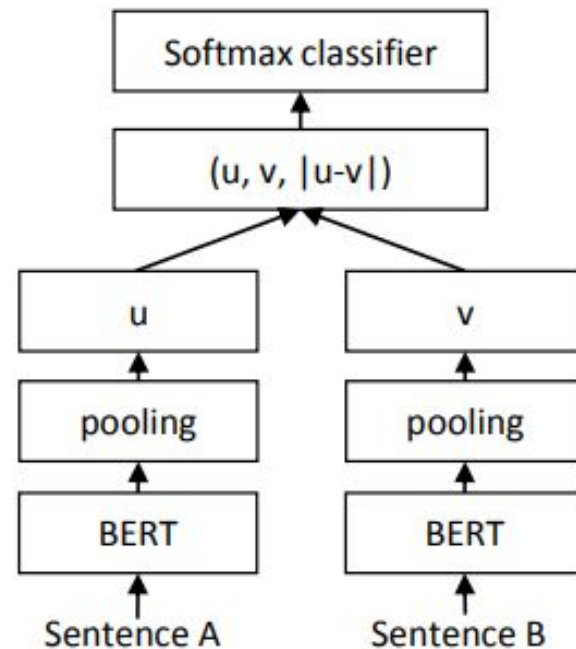 Softmax classifier
(u, v, |u-v|)
u
v
pooling
pooling
BERT
BERT
Sentence A
Sentence B